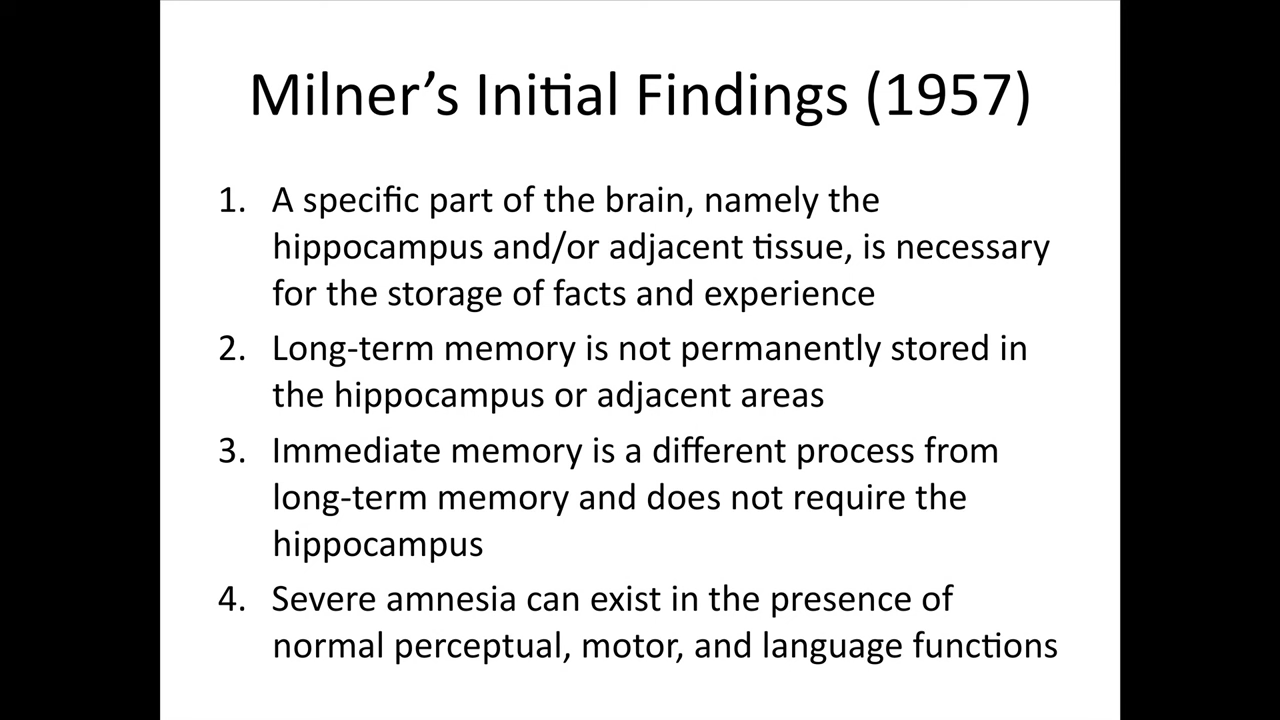 Milner’s Initial Findings (1957)
1. A specific part of the brain, namely the
hippocampus and/or adjacent tissue, is necessary
for the storage of facts and experience
2. Long-term memory is not permanently stored in
the hippocampus or adjacent areas
3. Immediate memory is a different process from
long-term memory and does not require the
hippocampus
4. Severe amnesia can exist in the presence of
normal perceptual, motor, and language functions